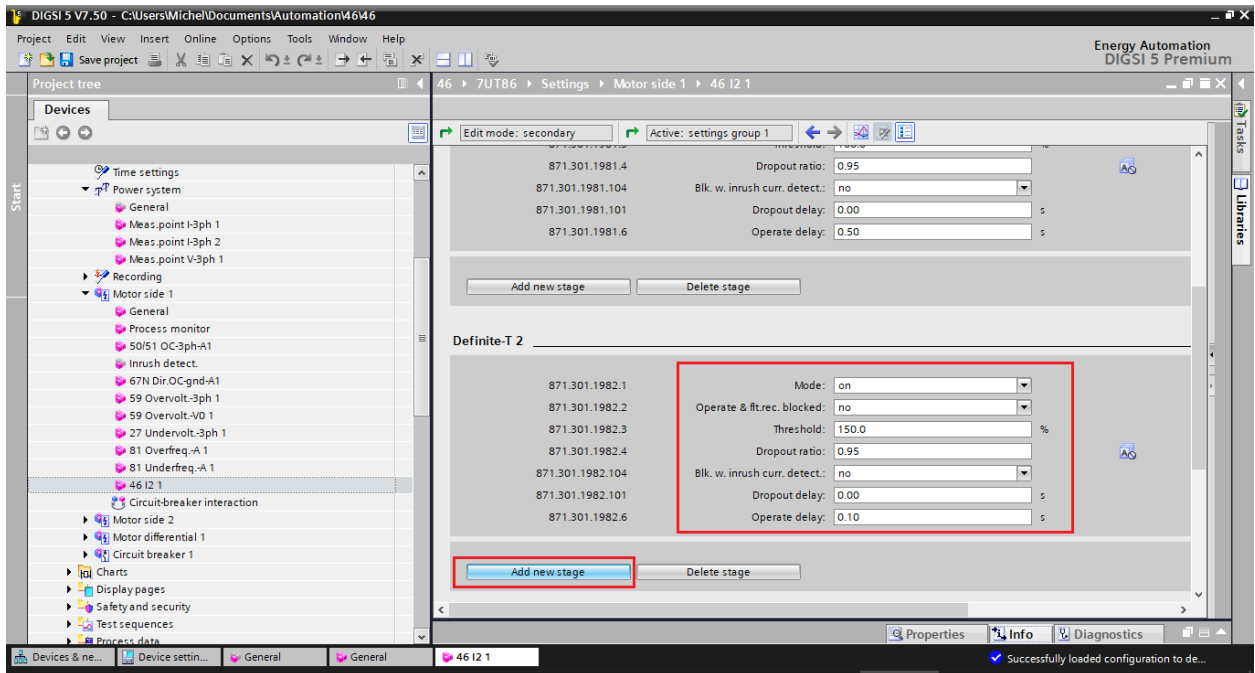 DIGSI 5 V7.50 - C:\Users\Michel\Documents\Automation\46\46
Project Edit View Insert Online Options Tools Window Help
Save project
Energy Automation
DIGSI 5 Premium
Project tree
46 7UT86 Settings Motor side 1 46 I2 1
Devices
Edit mode: secondary
Active: settings group 1
Start
Tasks
Libraries
Time settings
Power system
General
Meas.point I-3ph 1
Meas.point I-3ph 2
Meas.point V-3ph 1
Recording
Motor side 1
General
Process monitor
50/51 OC-3ph-A1
Inrush detect.
67N Dir.OC-gnd-A1
59 Overvolt.-3ph 1
59 Overvolt.-V0 1
27 Undervolt.-3ph 1
81 Overfreq.-A 1
81 Underfreq.-A 1
46 I2 1
Circuit-breaker interaction
Motor side 2
Motor differential 1
Circuit breaker 1
Charts
Display pages
Safety and security
Test sequences
Process data
871.301.1981.4 Dropout ratio: 0.95
871.301.1981.104 Blk. w. inrush curr. detect.: no
871.301.1981.101 Dropout delay: 0.00 s
871.301.1981.6 Operate delay: 0.50 s
Add new stage Delete stage
Definite-T 2
871.301.1982.1 Mode: on
871.301.1982.2 Operate & flt.rec. blocked: no
871.301.1982.3 Threshold: 150.0 %
871.301.1982.4 Dropout ratio: 0.95
871.301.1982.104 Blk. w. inrush curr. detect.: no
871.301.1982.101 Dropout delay: 0.00 s
871.301.1982.6 Operate delay: 0.10 s
Add new stage Delete stage
Properties Info Diagnostics
Devices & ne... Device settin... General General 46 I2 1 Successfully loaded configuration to de...